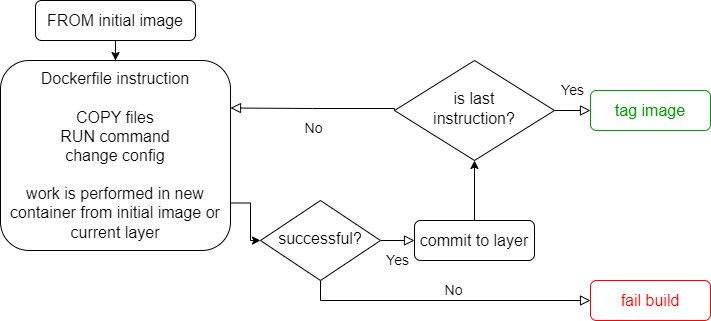 FROM initial image
Dockerfile instruction
COPY files
RUN command
change config
work is performed in new
container from initial image or
current layer
successful?
Yes
commit to layer
is last
instruction?
No
Yes
tag image
No
fail build